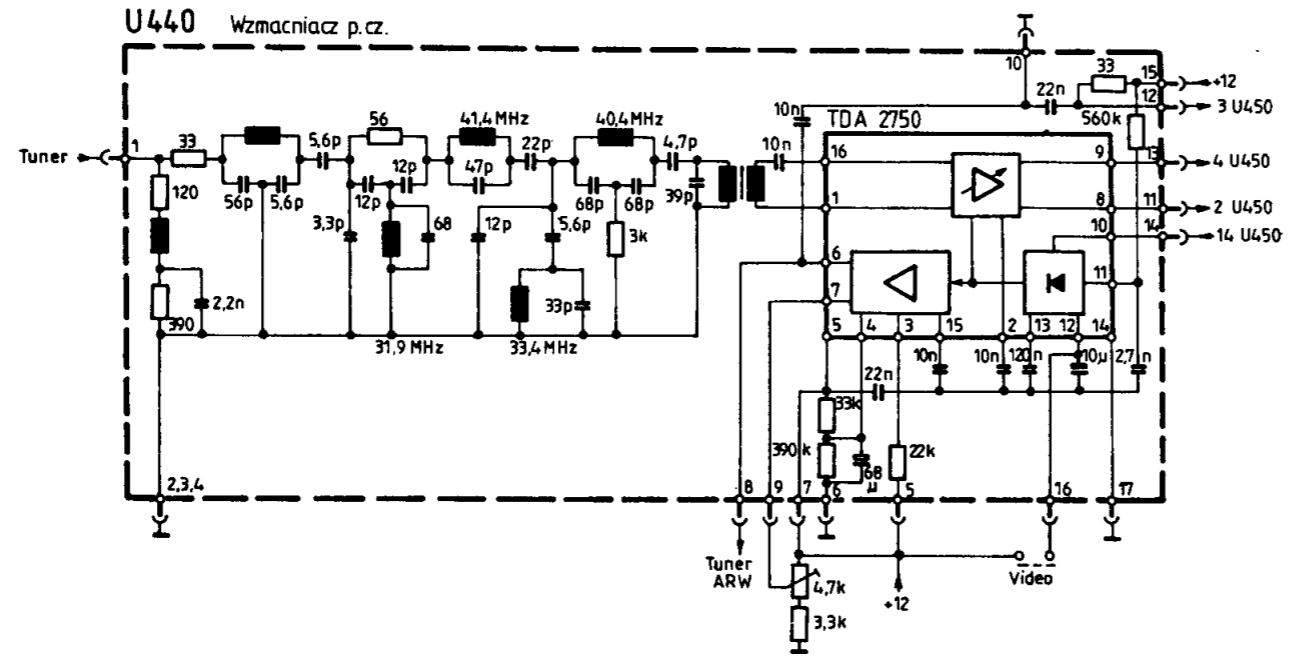 U440 Wzmacniacz p.cz.
10
33
15
+12
22n
12
3 U450
10n
TDA 2750
560k
41,4 MHz
40,4 MHz
56
5,6p
22p
4,7p
10n
16
9
13
4 U450
Tuner
1
33
47p
12p
56p
5,6p
12p
68p
68p
39p
1
8
11
2 U450
120
10
14
14 U450
3,3p
68
12p
5,6p
3k
6
11
2,2n
33p
7
390
5
4
3
15
2
13
12
14
31,9 MHz
33,4 MHz
10n
10n
120n
10µ
2,7n
22n
33k
390k
68
µ
22k
2,3,4
8
9
7
6
5
16
17
Tuner
ARW
4,7k
+12
Video
3,3k